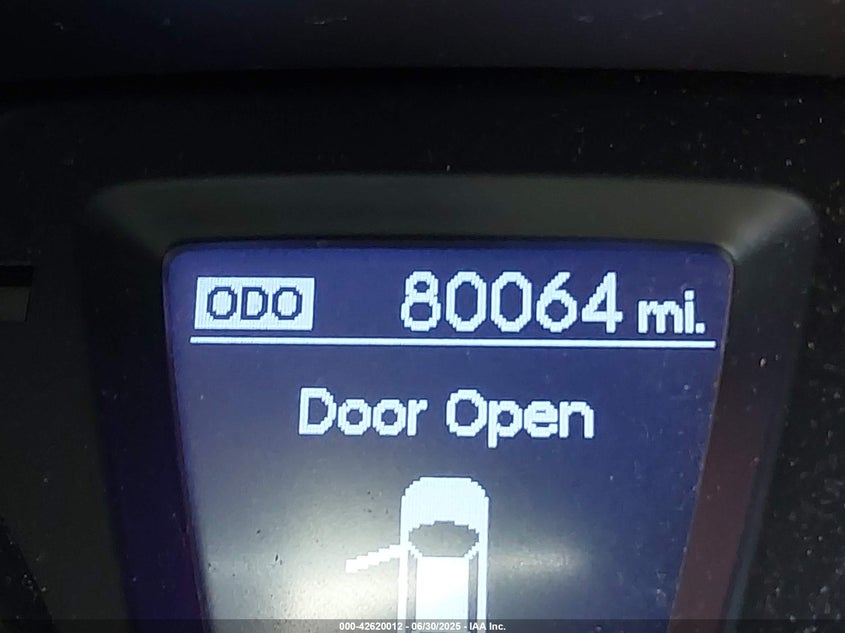 ODO 80064 mi.
Door Open
000-42620012 - 06/30/2025 - IAA Inc.